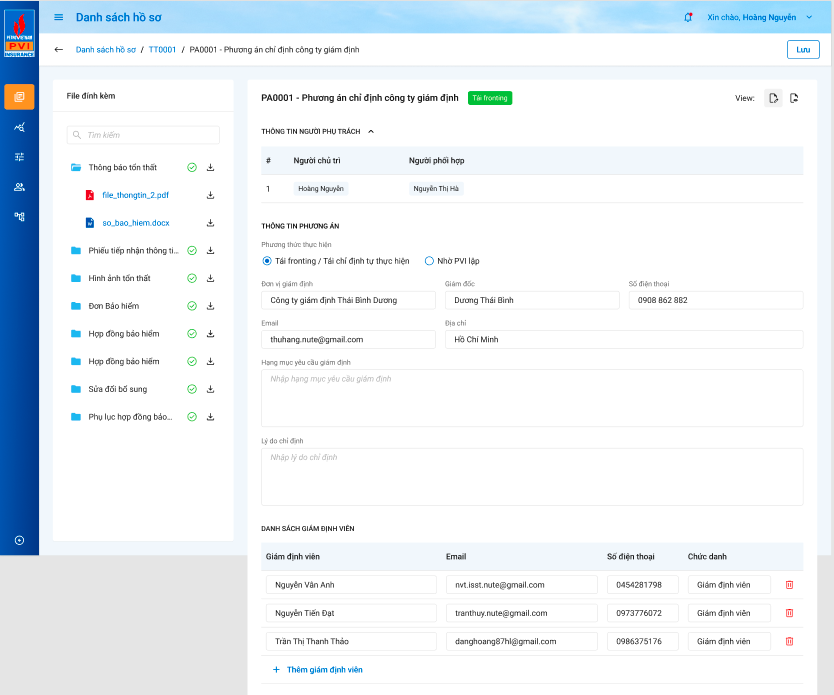 Danh sách hồ sơ
Xin chào, Hoàng Nguyễn
PETROVIETNAM
PVI
INSURANCE
Danh sách hồ sơ / TT0001 / PA0001 - Phương án chỉ định công ty giám định
Lưu
File đính kèm
Tìm kiếm
Thông báo tổn thất
file_thongtin_2.pdf
so_bao_hiem.docx
Phiếu tiếp nhận thông ti...
Hình ảnh tổn thất
Đơn Bảo hiểm
Hợp đồng bảo hiểm
Hợp đồng bảo hiểm
Sửa đổi bổ sung
Phụ lục hợp đồng bảo...
PA0001 - Phương án chỉ định công ty giám định
Tái fronting
View:
THÔNG TIN NGƯỜI PHỤ TRÁCH
# Người chủ trì Người phối hợp
1 Hoàng Nguyễn Nguyễn Thị Hà
THÔNG TIN PHƯƠNG ÁN
Phương thức thực hiện
Tái fronting / Tái chỉ định tự thực hiện Nhờ PVI lập
Đơn vị giám định Giám đốc Số điện thoại
Công ty giám định Thái Bình Dương Dương Thái Bình 0908 862 882
Email Địa chỉ
thuhang.nute@gmail.com Hồ Chí Minh
Hạng mục yêu cầu giám định
Nhập hạng mục yêu cầu giám định
Lý do chỉ định
Nhập lý do chỉ định
DANH SÁCH GIÁM ĐỊNH VIÊN
Giám định viên Email Số điện thoại Chức danh
Nguyễn Văn Anh nvt.isst.nute@gmail.com 0454281798 Giám định viên
Nguyễn Tiến Đạt tranthuy.nute@gmail.com 0973776072 Giám định viên
Trần Thị Thanh Thảo danghoang87hl@gmail.com 0986375176 Giám định viên
+ Thêm giám định viên